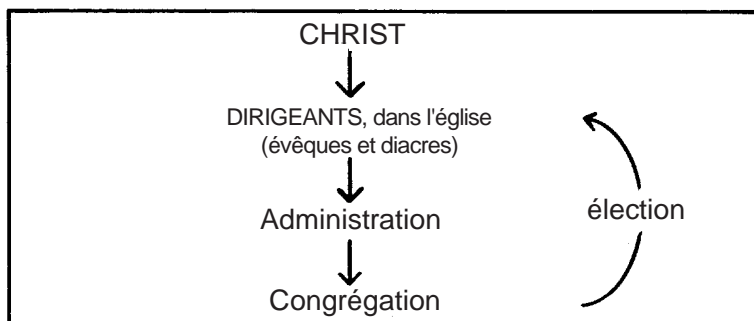 CHRIST
DIRIGEANTS, dans l'église
(évêques et diacres)
Administration
élection
Congrégation